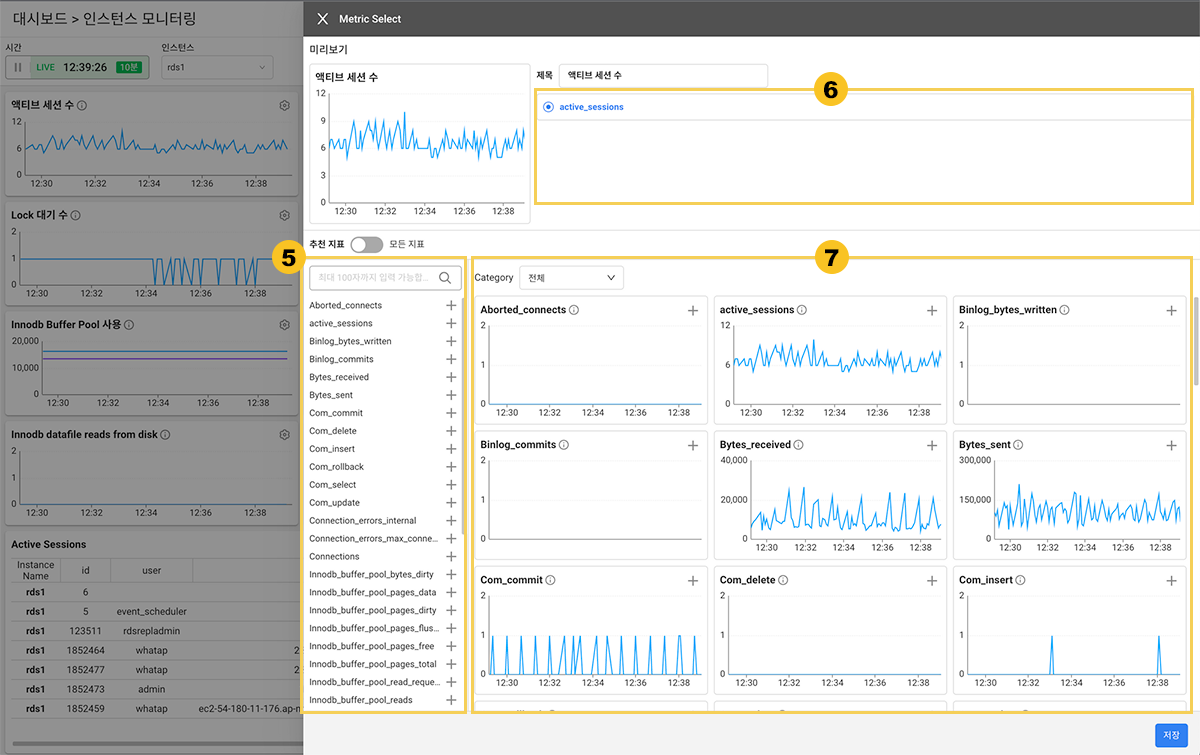 대시보드 > 인스턴스 모니터링
시간
인스턴스
LIVE 12:39:26 10분
rds1
액티브 세션 수
12
6
0
12:30 12:32 12:34 12:36 12:38
Lock 대기 수
2
1
0
12:30 12:32 12:34 12:36 12:38
Innodb Buffer Pool 사용
20,000
10,000
0
12:30 12:32 12:34 12:36 12:38
Innodb datafile reads from disk
2
1
0
12:30 12:32 12:34 12:36 12:38
Active Sessions
Instance Name id user
rds1 6
rds1 5 event_scheduler
rds1 123511 rdsrepladmin
rds1 1852464 whatap 2
rds1 1852477 whatap 2
rds1 1852473 admin
rds1 1852459 whatap ec2-54-180-11-176.ap-n
Metric Select
미리보기
액티브 세션 수
12
9
6
3
0
12:30 12:32 12:34 12:36 12:38
제목 액티브 세션 수
6
active_sessions
추천 지표 모든 지표
5
최대 100자까지 입력 가능합...
Aborted_connects
active_sessions
Binlog_bytes_written
Binlog_commits
Bytes_received
Bytes_sent
Com_commit
Com_delete
Com_insert
Com_rollback
Com_select
Com_update
Connection_errors_internal
Connection_errors_max_conne...
Connections
Innodb_buffer_pool_bytes_dirty
Innodb_buffer_pool_pages_data
Innodb_buffer_pool_pages_dirty
Innodb_buffer_pool_pages_flus...
Innodb_buffer_pool_pages_free
Innodb_buffer_pool_pages_total
Innodb_buffer_pool_read_reque...
Innodb_buffer_pool_reads
7
Category 전체
Aborted_connects
2
1
0
12:30 12:32 12:34 12:36 12:38
active_sessions
12
6
0
12:30 12:32 12:34 12:36 12:38
Binlog_bytes_written
2
1
0
Binlog_commits
2
1
0
Bytes_received
40,000
20,000
0
12:30 12:32 12:34 12:36 12:38
Bytes_sent
300,000
150,000
0
12:30 12:32 12:34 12:36 12:38
Com_commit
2
1
0
12:30 12:32 12:34 12:36 12:38
Com_delete
2
1
0
12:30 12:32 12:34 12:36 12:38
Com_insert
2
1
0
12:30 12:32 12:34 12:36 12:38
저장